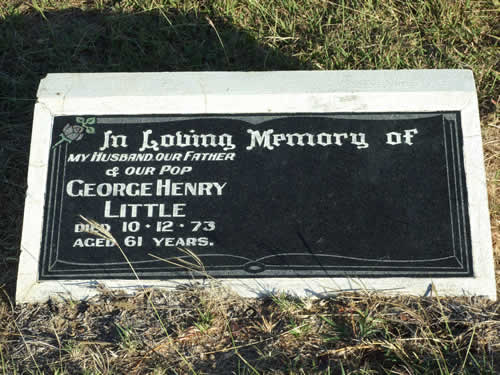 In Loving Memory of
My Husband, Our Father
& Our Pop
George Henry
Little
Died 10·12·73
Aged 61 Years.